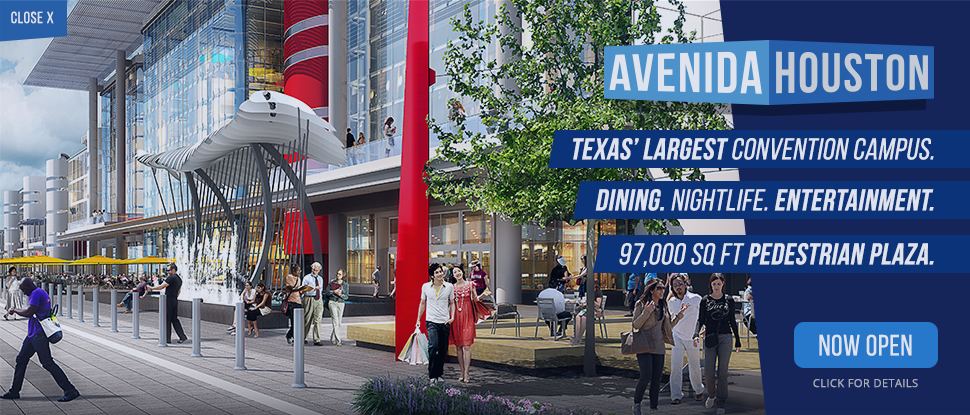 CLOSE X
AVENIDA HOUSTON
TEXAS' LARGEST CONVENTION CAMPUS.
DINING. NIGHTLIFE. ENTERTAINMENT.
97,000 SQ FT PEDESTRIAN PLAZA.
NOW OPEN
CLICK FOR DETAILS